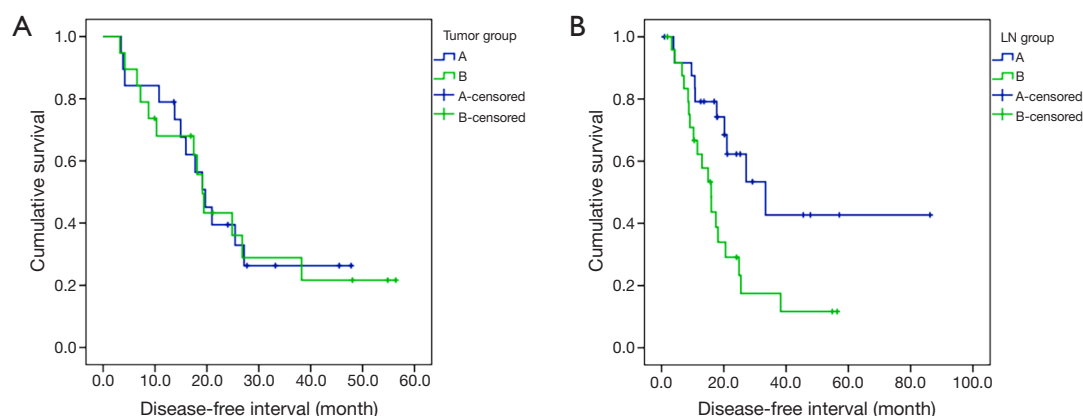 A
Tumor group
A
B
A-censored
B-censored
Cumulative survival
1.0
0.8
0.6
0.4
0.2
0.0
0.0 10.0 20.0 30.0 40.0 50.0 60.0
Disease-free interval (month)
B
LN group
A
B
A-censored
B-censored
Cumulative survival
1.0
0.8
0.6
0.4
0.2
0.0
0.0 20.0 40.0 60.0 80.0 100.0
Disease-free interval (month)